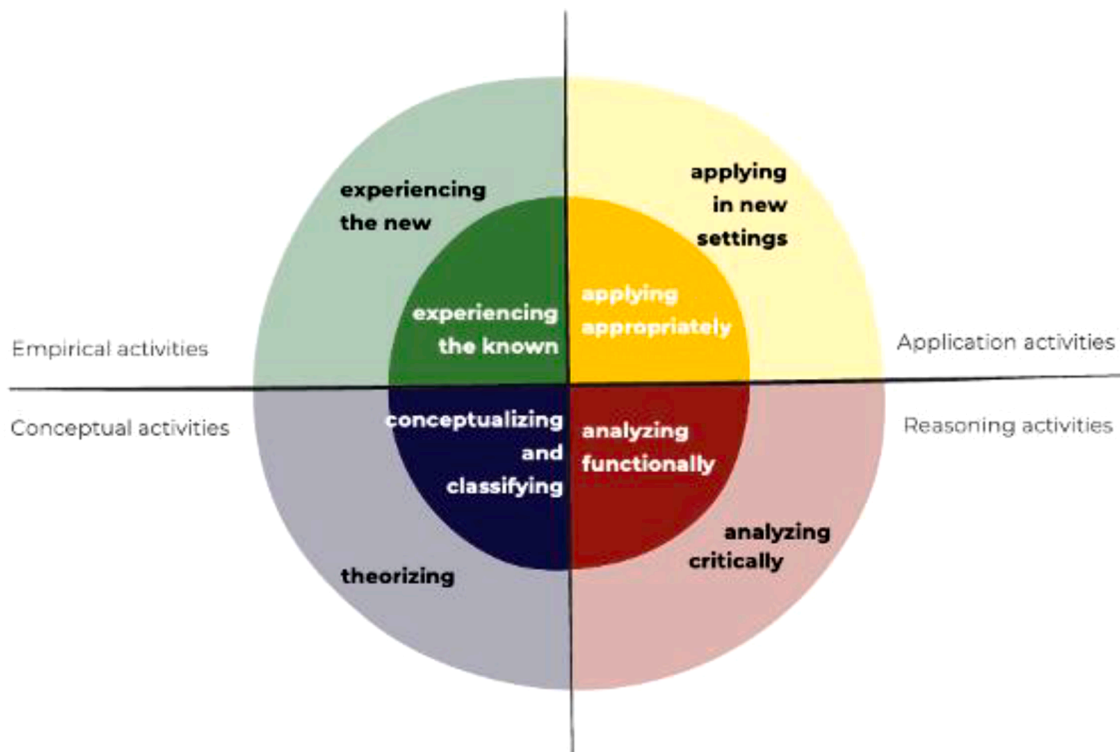 experiencing
the new
applying
in new
settings
experiencing
the known
applying
appropriately
Empirical activities
Application activities
Conceptual activities
Reasoning activities
conceptualizing
and
classifying
analyzing
functionally
theorizing
analyzing
critically